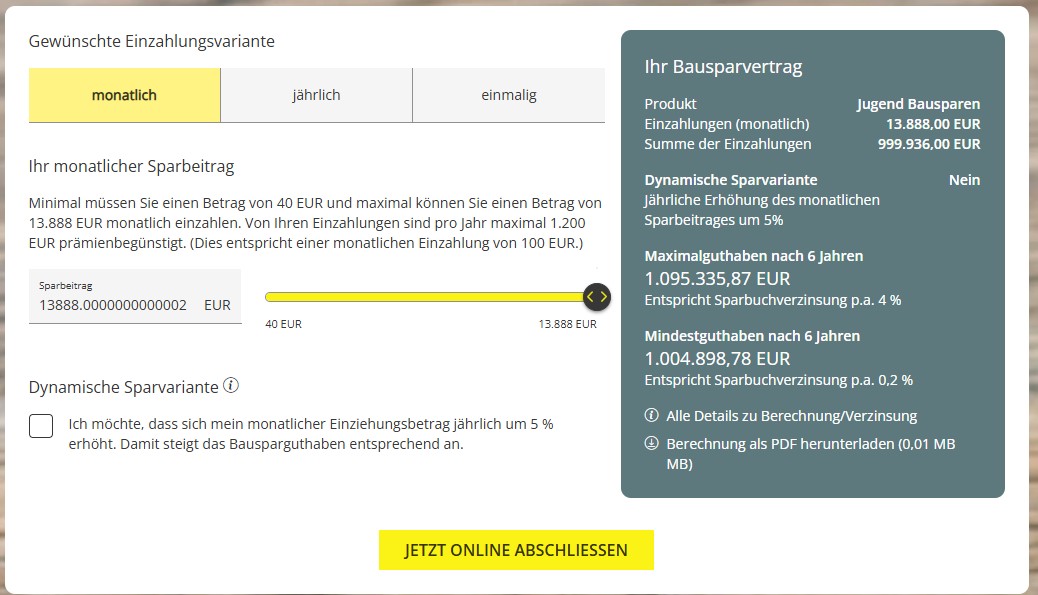 Gewünschte Einzahlungsvariante
monatlich
jährlich
einmalig
Ihr monatlicher Sparbeitrag
Minimal müssen Sie einen Betrag von 40 EUR und maximal können Sie einen Betrag von
13.888 EUR monatlich einzahlen. Von Ihren Einzahlungen sind pro Jahr maximal 1.200
EUR prämienbegünstigt. (Dies entspricht einer monatlichen Einzahlung von 100 EUR.)
Sparbeitrag
13888.0000000000002 EUR
40 EUR
13.888 EUR
Dynamische Sparvariante
Ich möchte, dass sich mein monatlicher Einziehungsbetrag jährlich um 5 %
erhöht. Damit steigt das Bausparguthaben entsprechend an.
Ihr Bausparvertrag
Produkt Jugend Bausparen
Einzahlungen (monatlich) 13.888,00 EUR
Summe der Einzahlungen 999.936,00 EUR
Dynamische Sparvariante Nein
Jährliche Erhöhung des monatlichen
Sparbeitrages um 5%
Maximalguthaben nach 6 Jahren
1.095.335,87 EUR
Entspricht Sparbuchverzinsung p.a. 4 %
Mindestguthaben nach 6 Jahren
1.004.898,78 EUR
Entspricht Sparbuchverzinsung p.a. 0,2 %
Alle Details zu Berechnung/Verzinsung
Berechnung als PDF herunterladen (0,01 MB
MB)
JETZT ONLINE ABSCHLIESSEN